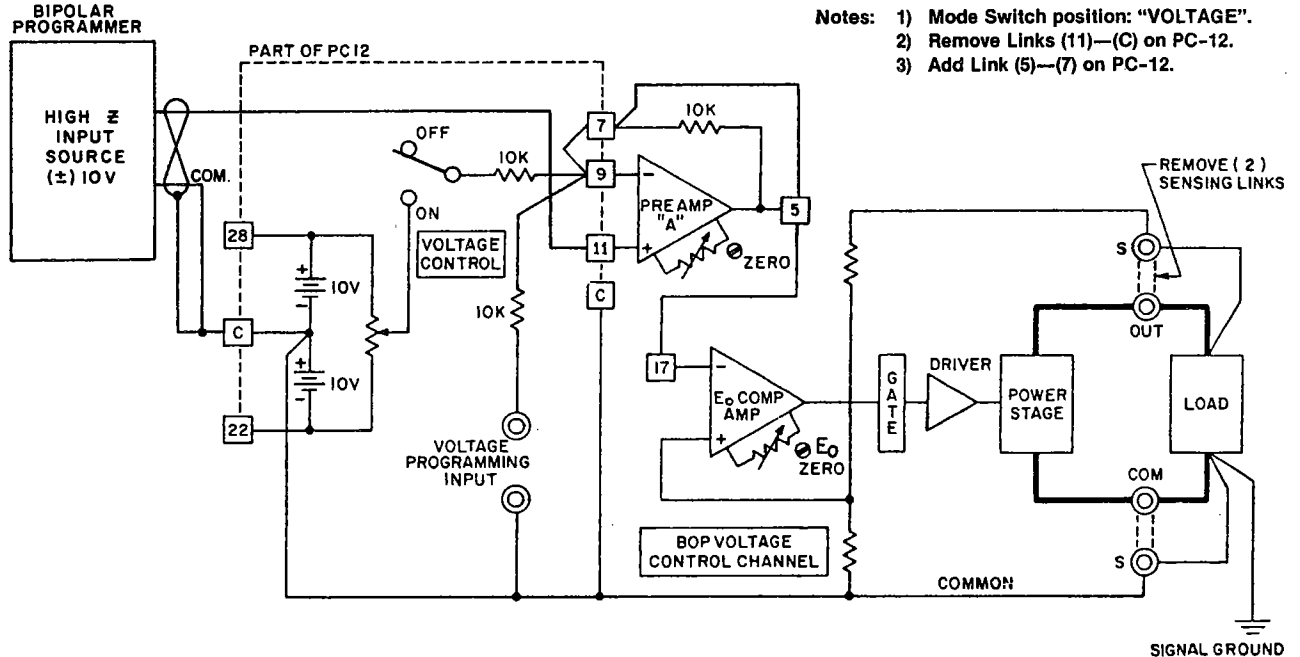 BIPOLAR
PROGRAMMER
Notes: 1) Mode Switch position: “VOLTAGE”.
2) Remove Links (11)—(C) on PC-12.
3) Add Link (5)—(7) on PC-12.
PART OF PC12
HIGH Z
INPUT
SOURCE
(±) 10V
COM.
OFF
10K
ON
VOLTAGE
CONTROL
28
+
-
10V
C
+
-
10V
22
10K
VOLTAGE
PROGRAMMING
INPUT
7
9
11
C
10K
-
PREAMP
"A"
+
ZERO
5
17
-
Eo COMP
AMP
+
Eo
ZERO
GATE
DRIVER
POWER
STAGE
REMOVE (2)
SENSING LINKS
S
OUT
LOAD
COM
S
BOP VOLTAGE
CONTROL CHANNEL
COMMON
SIGNAL GROUND